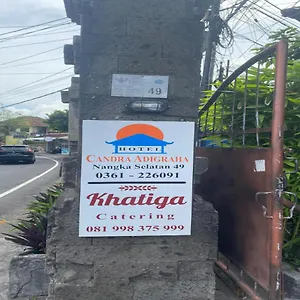 49
HOTEL
CANDRA ADIGRAHA
Nangka Selatan 49
0361 - 226091
Khatiga
Catering
081 998 375 999